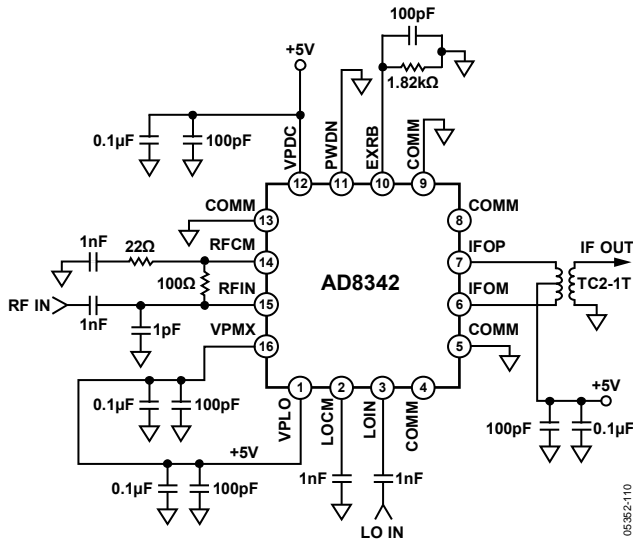 100pF
+5V
1.82kΩ
0.1µF
100pF
VPDC
PWDN
EXRB
COMM
12
11
10
9
COMM
13
8
COMM
1nF
22Ω
RFCM
14
7
IFOP
IF OUT
100Ω
AD8342
TC2-1T
RF IN
RFIN
15
6
IFOM
1nF
1pF
VPMX
16
5
COMM
1
2
3
4
+5V
0.1µF
100pF
VPLO
LOCM
LOIN
COMM
100pF
0.1µF
+5V
0.1µF
100pF
1nF
1nF
LO IN
05352-110